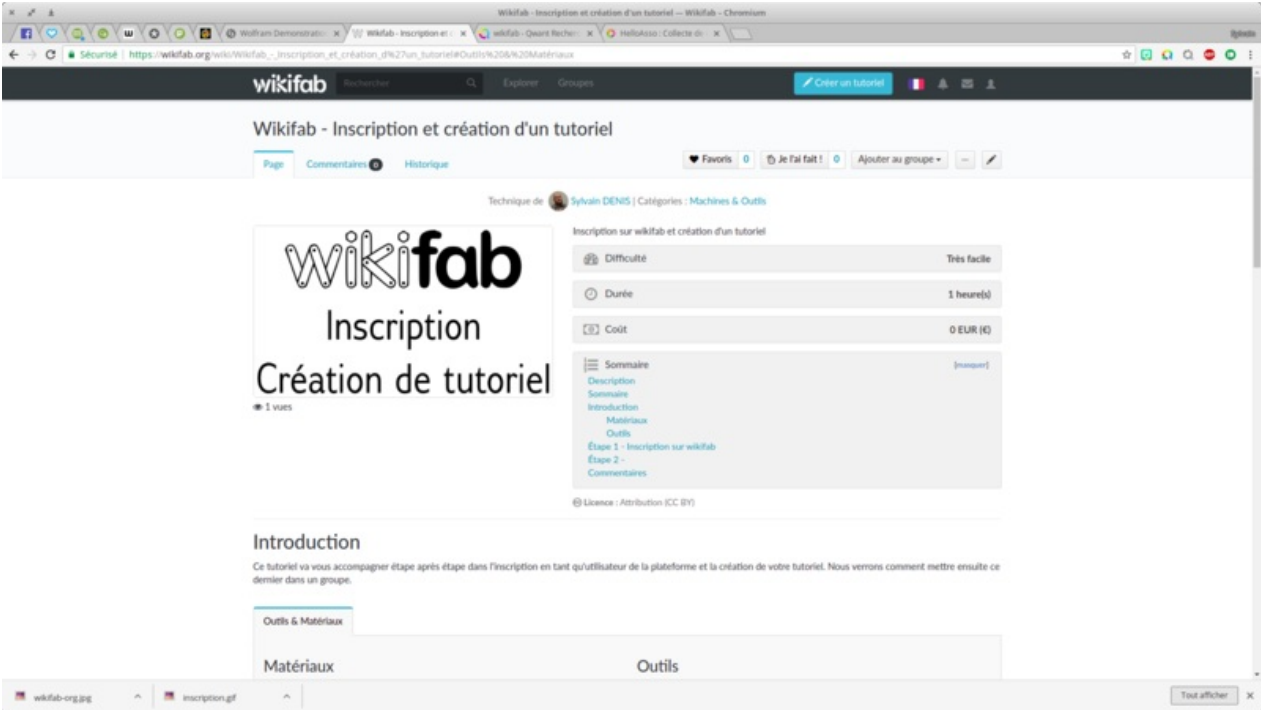 Wikifab - Inscription et création d'un tutoriel — Wikifab - Chromium
Wolfram Demonstratio
Wikifab - Inscription et c
wikifab - Qwant Recher
HelloAsso : Collecte de
Sécurisé
https://wikifab.org/wiki/Wikifab_-_Inscription_et_création_d%27un_tutoriel#Outils%20&%20Matériaux
wikifab
Rechercher
Explorer
Groupes
Créer un tutoriel
Wikifab - Inscription et création d'un tutoriel
Page
Commentaires 0
Historique
Favoris 0
Je l'ai fait ! 0
Ajouter au groupe
Technique de Sylvain DENIS | Catégories : Machines & Outils
wikifab
Inscription
Création de tutoriel
1 vues
Inscription sur wikifab et création d'un tutoriel
Difficulté Très facile
Durée 1 heure(s)
Coût 0 EUR (€)
Sommaire [masquer]
Description
Sommaire
Introduction
Matériaux
Outils
Étape 1 - Inscription sur wikifab
Étape 2 -
Commentaires
Licence : Attribution (CC BY)
Introduction
Ce tutoriel va vous accompagner étape après étape dans l'inscription en tant qu'utilisateur de la plateforme et la création de votre tutoriel. Nous verrons comment mettre ensuite ce
dernier dans un groupe.
Outils & Matériaux
Matériaux
Outils
wikifab-org.jpg
inscription.gif
Tout afficher